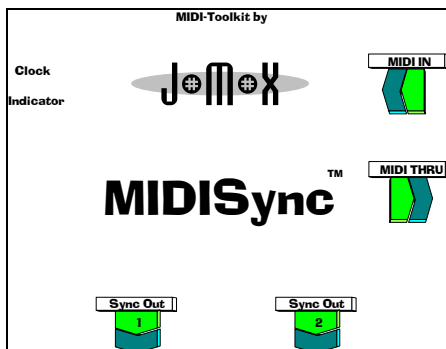 MIDI-Toolkit by
JoMoX
Clock
Indicator
MIDI IN
MIDISync™
MIDI THRU
Sync Out
1
Sync Out
2